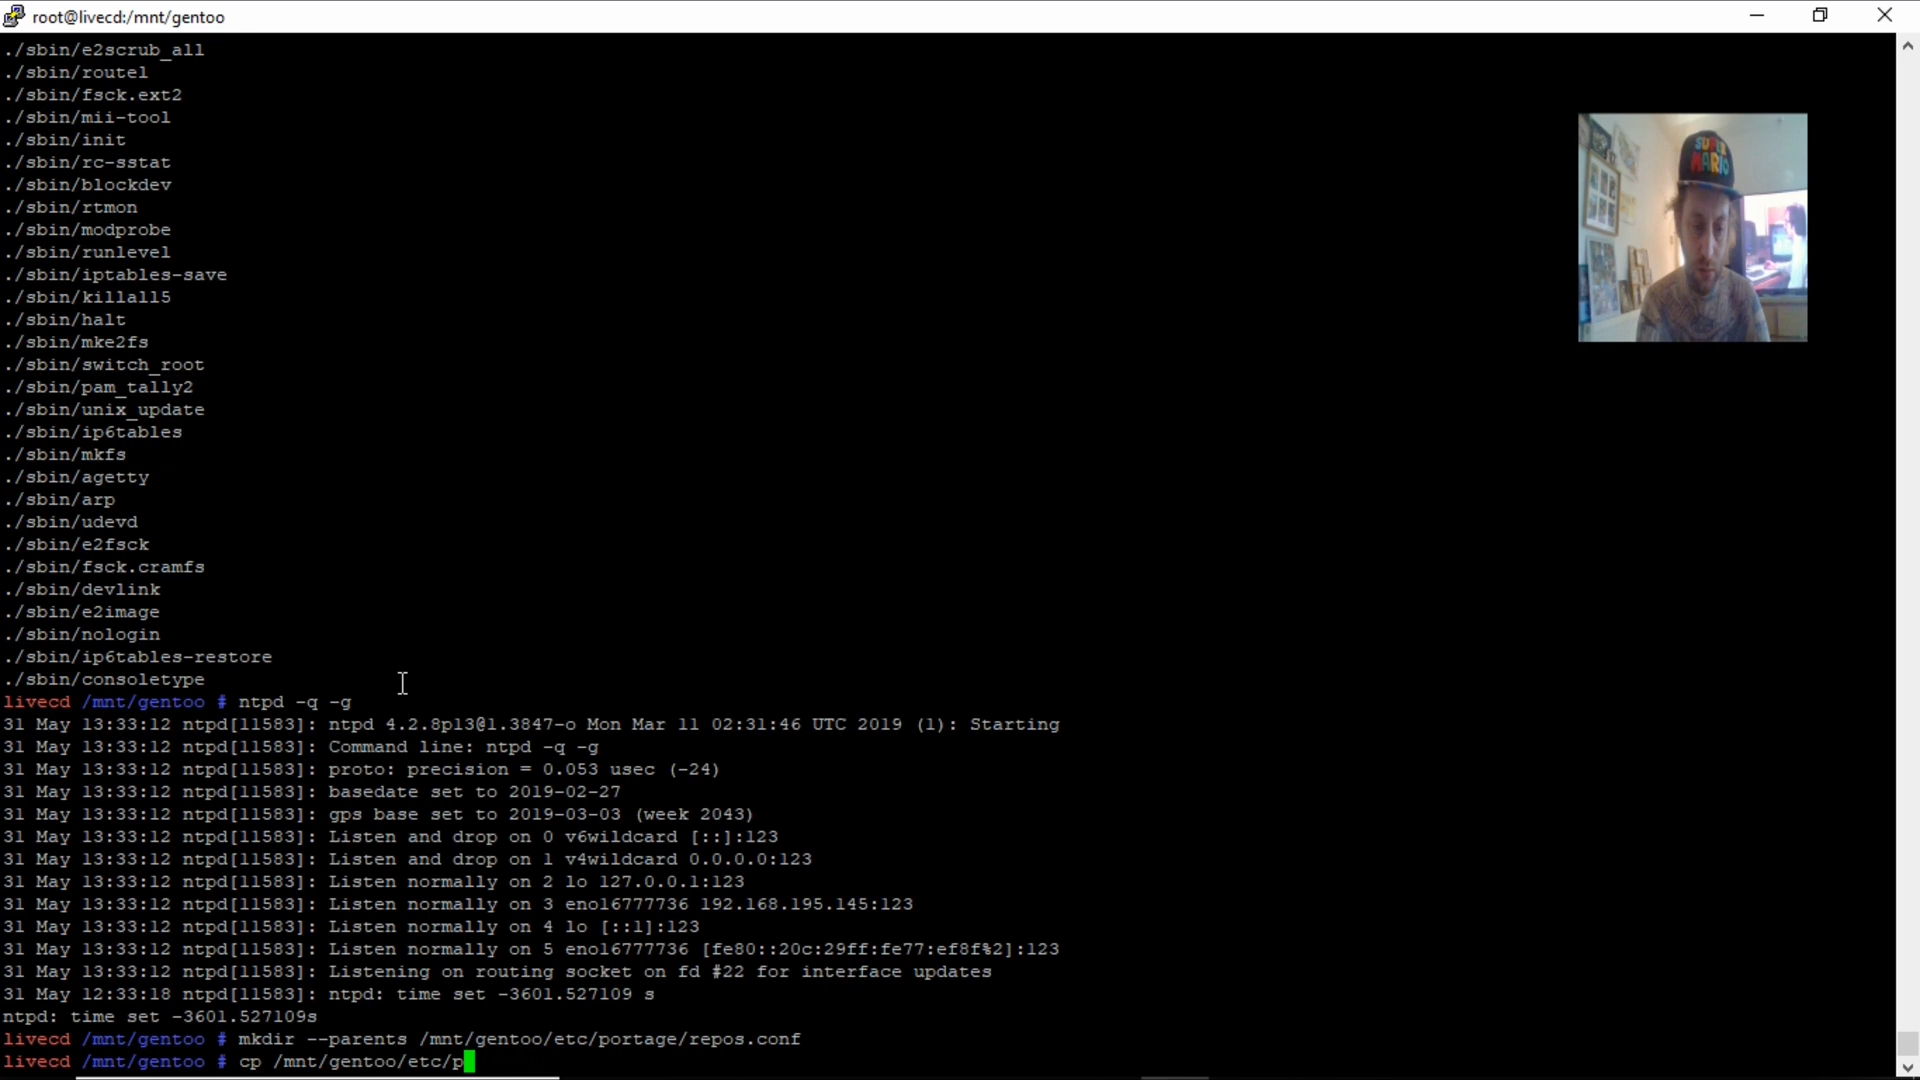 root@livecd:/mnt/gentoo
./sbin/e2scrub_all
./sbin/routel
./sbin/fsck.ext2
./sbin/mii-tool
./sbin/init
./sbin/rc-sstat
./sbin/blockdev
./sbin/rtmon
./sbin/modprobe
./sbin/runlevel
./sbin/iptables-save
./sbin/killall5
./sbin/halt
./sbin/mke2fs
./sbin/switch_root
./sbin/pam_tally2
./sbin/unix_update
./sbin/ip6tables
./sbin/mkfs
./sbin/agetty
./sbin/arp
./sbin/udevd
./sbin/e2fsck
./sbin/fsck.cramfs
./sbin/devlink
./sbin/e2image
./sbin/nologin
./sbin/ip6tables-restore
./sbin/consoletype
livecd /mnt/gentoo # ntpd -q -g
31 May 13:33:12 ntpd[11583]: ntpd 4.2.8p13@1.3847-o Mon Mar 11 02:31:46 UTC 2019 (1): Starting
31 May 13:33:12 ntpd[11583]: Command line: ntpd -q -g
31 May 13:33:12 ntpd[11583]: proto: precision = 0.053 usec (-24)
31 May 13:33:12 ntpd[11583]: basedate set to 2019-02-27
31 May 13:33:12 ntpd[11583]: gps base set to 2019-03-03 (week 2043)
31 May 13:33:12 ntpd[11583]: Listen and drop on 0 v6wildcard [::]:123
31 May 13:33:12 ntpd[11583]: Listen and drop on 1 v4wildcard 0.0.0.0:123
31 May 13:33:12 ntpd[11583]: Listen normally on 2 lo 127.0.0.1:123
31 May 13:33:12 ntpd[11583]: Listen normally on 3 eno16777736 192.168.195.145:123
31 May 13:33:12 ntpd[11583]: Listen normally on 4 lo [::1]:123
31 May 13:33:12 ntpd[11583]: Listen normally on 5 eno16777736 [fe80::20c:29ff:fe77:ef8f%2]:123
31 May 13:33:12 ntpd[11583]: Listening on routing socket on fd #22 for interface updates
31 May 12:33:18 ntpd[11583]: ntpd: time set -3601.527109 s
ntpd: time set -3601.527109s
livecd /mnt/gentoo # mkdir --parents /mnt/gentoo/etc/portage/repos.conf
livecd /mnt/gentoo # cp /mnt/gentoo/etc/p
SUPER
MARIO